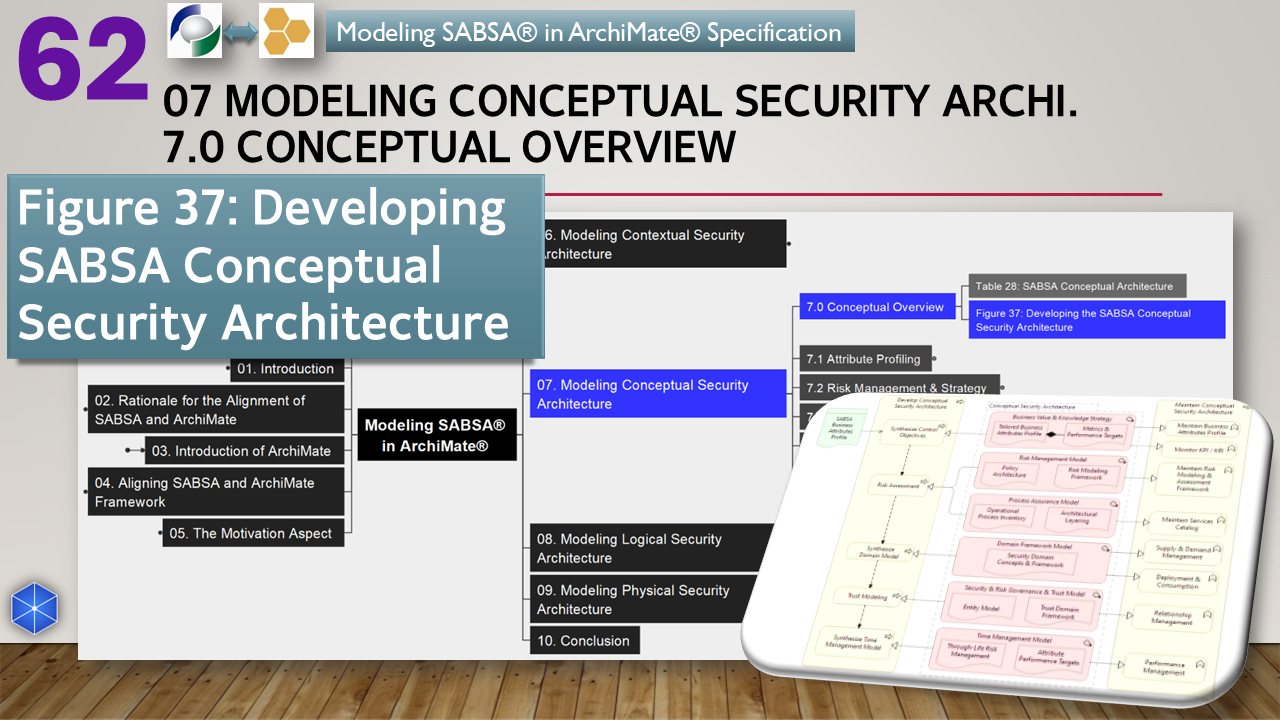 62
Modeling SABSA® in ArchiMate® Specification
07 MODELING CONCEPTUAL SECURITY ARCHI.
7.0 CONCEPTUAL OVERVIEW
Figure 37: Developing
SABSA Conceptual
Security Architecture
6. Modeling Contextual Security
rchitecture
7.0 Conceptual Overview
Table 28: SABSA Conceptual Architecture
Figure 37: Developing the SABSA Conceptual
Security Architecture
7.1 Attribute Profiling
7.2 Risk Management & Strategy
7
01. Introduction
02. Rationale for the Alignment of
SABSA and ArchiMate
03. Introduction of ArchiMate
04. Aligning SABSA and ArchiMate
Framework
05. The Motivation Aspect
Modeling SABSA®
in ArchiMate®
07. Modeling Conceptual Security
Architecture
08. Modeling Logical Security
Architecture
09. Modeling Physical Security
Architecture
10. Conclusion
SABSA
Business
Attributes
Profile
Develop Conceptual
Security Architecture
Synthesize Control
Objectives
Risk Assessment
Synthesize
Domain Model
Trust Modeling
Synthesize Time
Management Model
Conceptual Security Architecture
Business Value & Knowledge Strategy
Tailored Business
Attributes Profile
Metrics &
Performance Targets
Risk Management Model
Policy
Architecture
Risk Modeling
Framework
Process Assurance Model
Operational
Process Inventory
Architectural
Layering
Domain Framework Model
Security Domain
Concepts & Framework
Security & Risk Governance & Trust Model
Entity Model
Trust Domain
Framework
Time Management Model
Through-Life Risk
Management
Attribute
Performance Targets
Maintain Conceptual
Security Architecture
Maintain Business
Attributes Profile
Monitor KPI / KRI
Maintain Risk
Modeling &
Assessment
Framework
Maintain Services
Catalog
Supply & Demand
Management
Deployment &
Consumption
Relationship
Management
Performance
Management